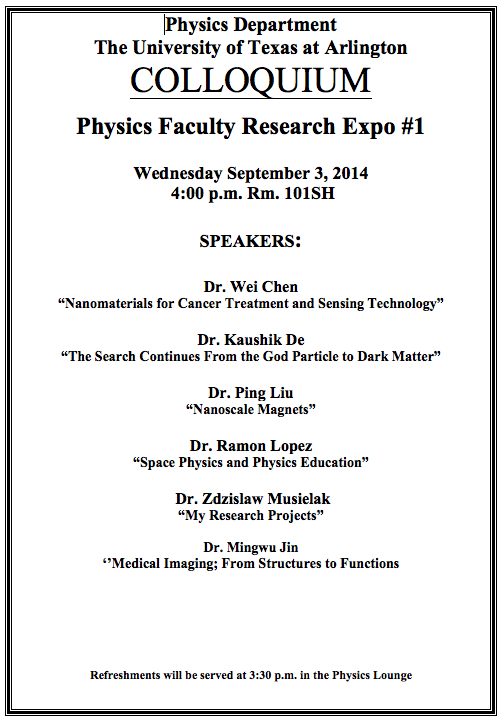 Physics Department
The University of Texas at Arlington
COLLOQUIUM
Physics Faculty Research Expo #1
Wednesday September 3, 2014
4:00 p.m. Rm. 101SH
SPEAKERS:
Dr. Wei Chen
“Nanomaterials for Cancer Treatment and Sensing Technology”
Dr. Kaushik De
“The Search Continues From the God Particle to Dark Matter”
Dr. Ping Liu
“Nanoscale Magnets”
Dr. Ramon Lopez
“Space Physics and Physics Education”
Dr. Zdzislaw Musielak
“My Research Projects”
Dr. Mingwu Jin
‘’Medical Imaging; From Structures to Functions
Refreshments will be served at 3:30 p.m. in the Physics Lounge